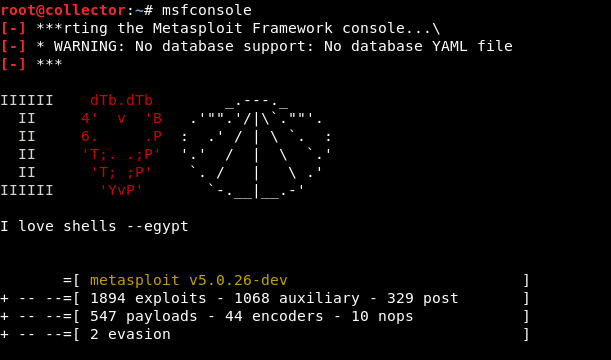 root@collector:~# msfconsole
[-] ***rting the Metasploit Framework console...\
[-] * WARNING: No database support: No database YAML file
[-] ***
IIIIII    dTb.dTb        _.---._
  II     4'  v  'B   .'"".'/|\`.""'.
  II     6.     .P  :  .' / | \ `.  :
  II     'T;. .;P'  '.'  /  |  \  `.'
  II      'T; ;P'    `. /   |   \ .'
IIIIII     'YvP'       `-.__|__.-'
I love shells --egypt
       =[ metasploit v5.0.26-dev                          ]
+ -- --=[ 1894 exploits - 1068 auxiliary - 329 post       ]
+ -- --=[ 547 payloads - 44 encoders - 10 nops            ]
+ -- --=[ 2 evasion                                       ]